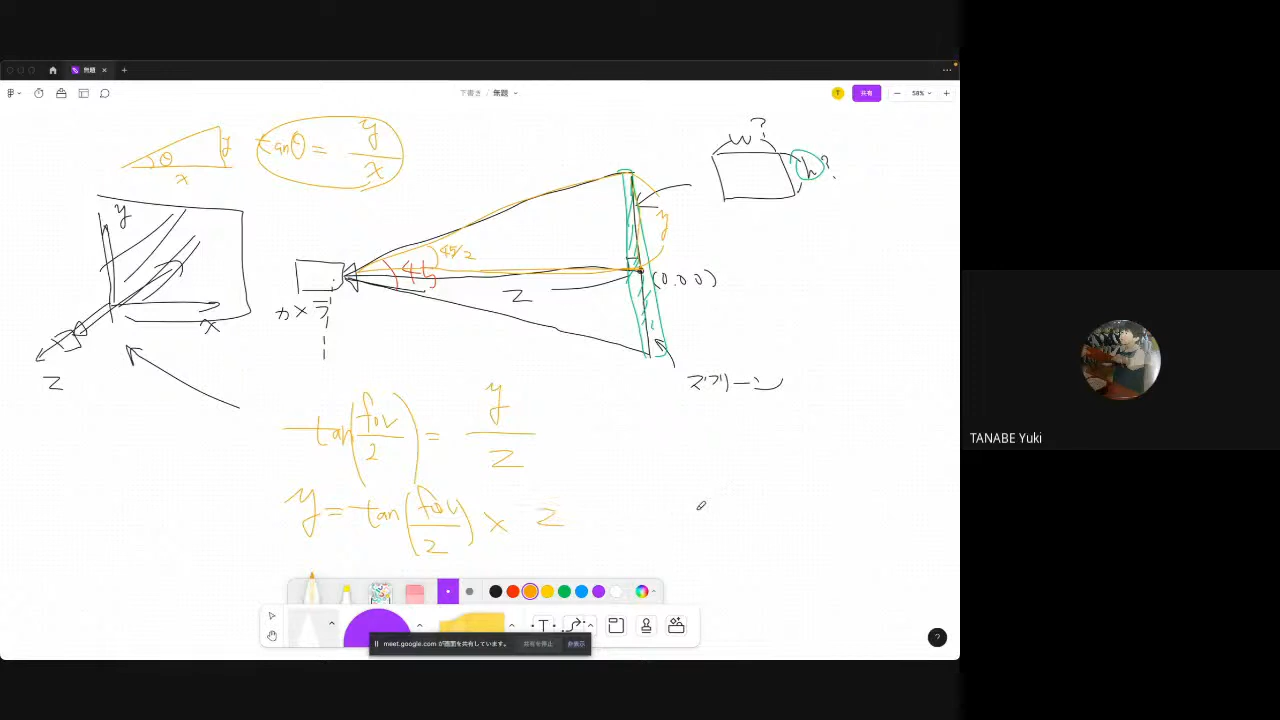 無題
下書き / 無題
T
共有
58%
θ
y
x
tanθ = y/x
w?
h?
y
x
z
カメラ
45/2
45
z
y
(0.0.0)
スクリーン
tan(fov/2) = y/z
y = tan(fov/2) × z
TANABE Yuki
T
meet.google.com が画面を共有しています。
共有を停止
非表示
?